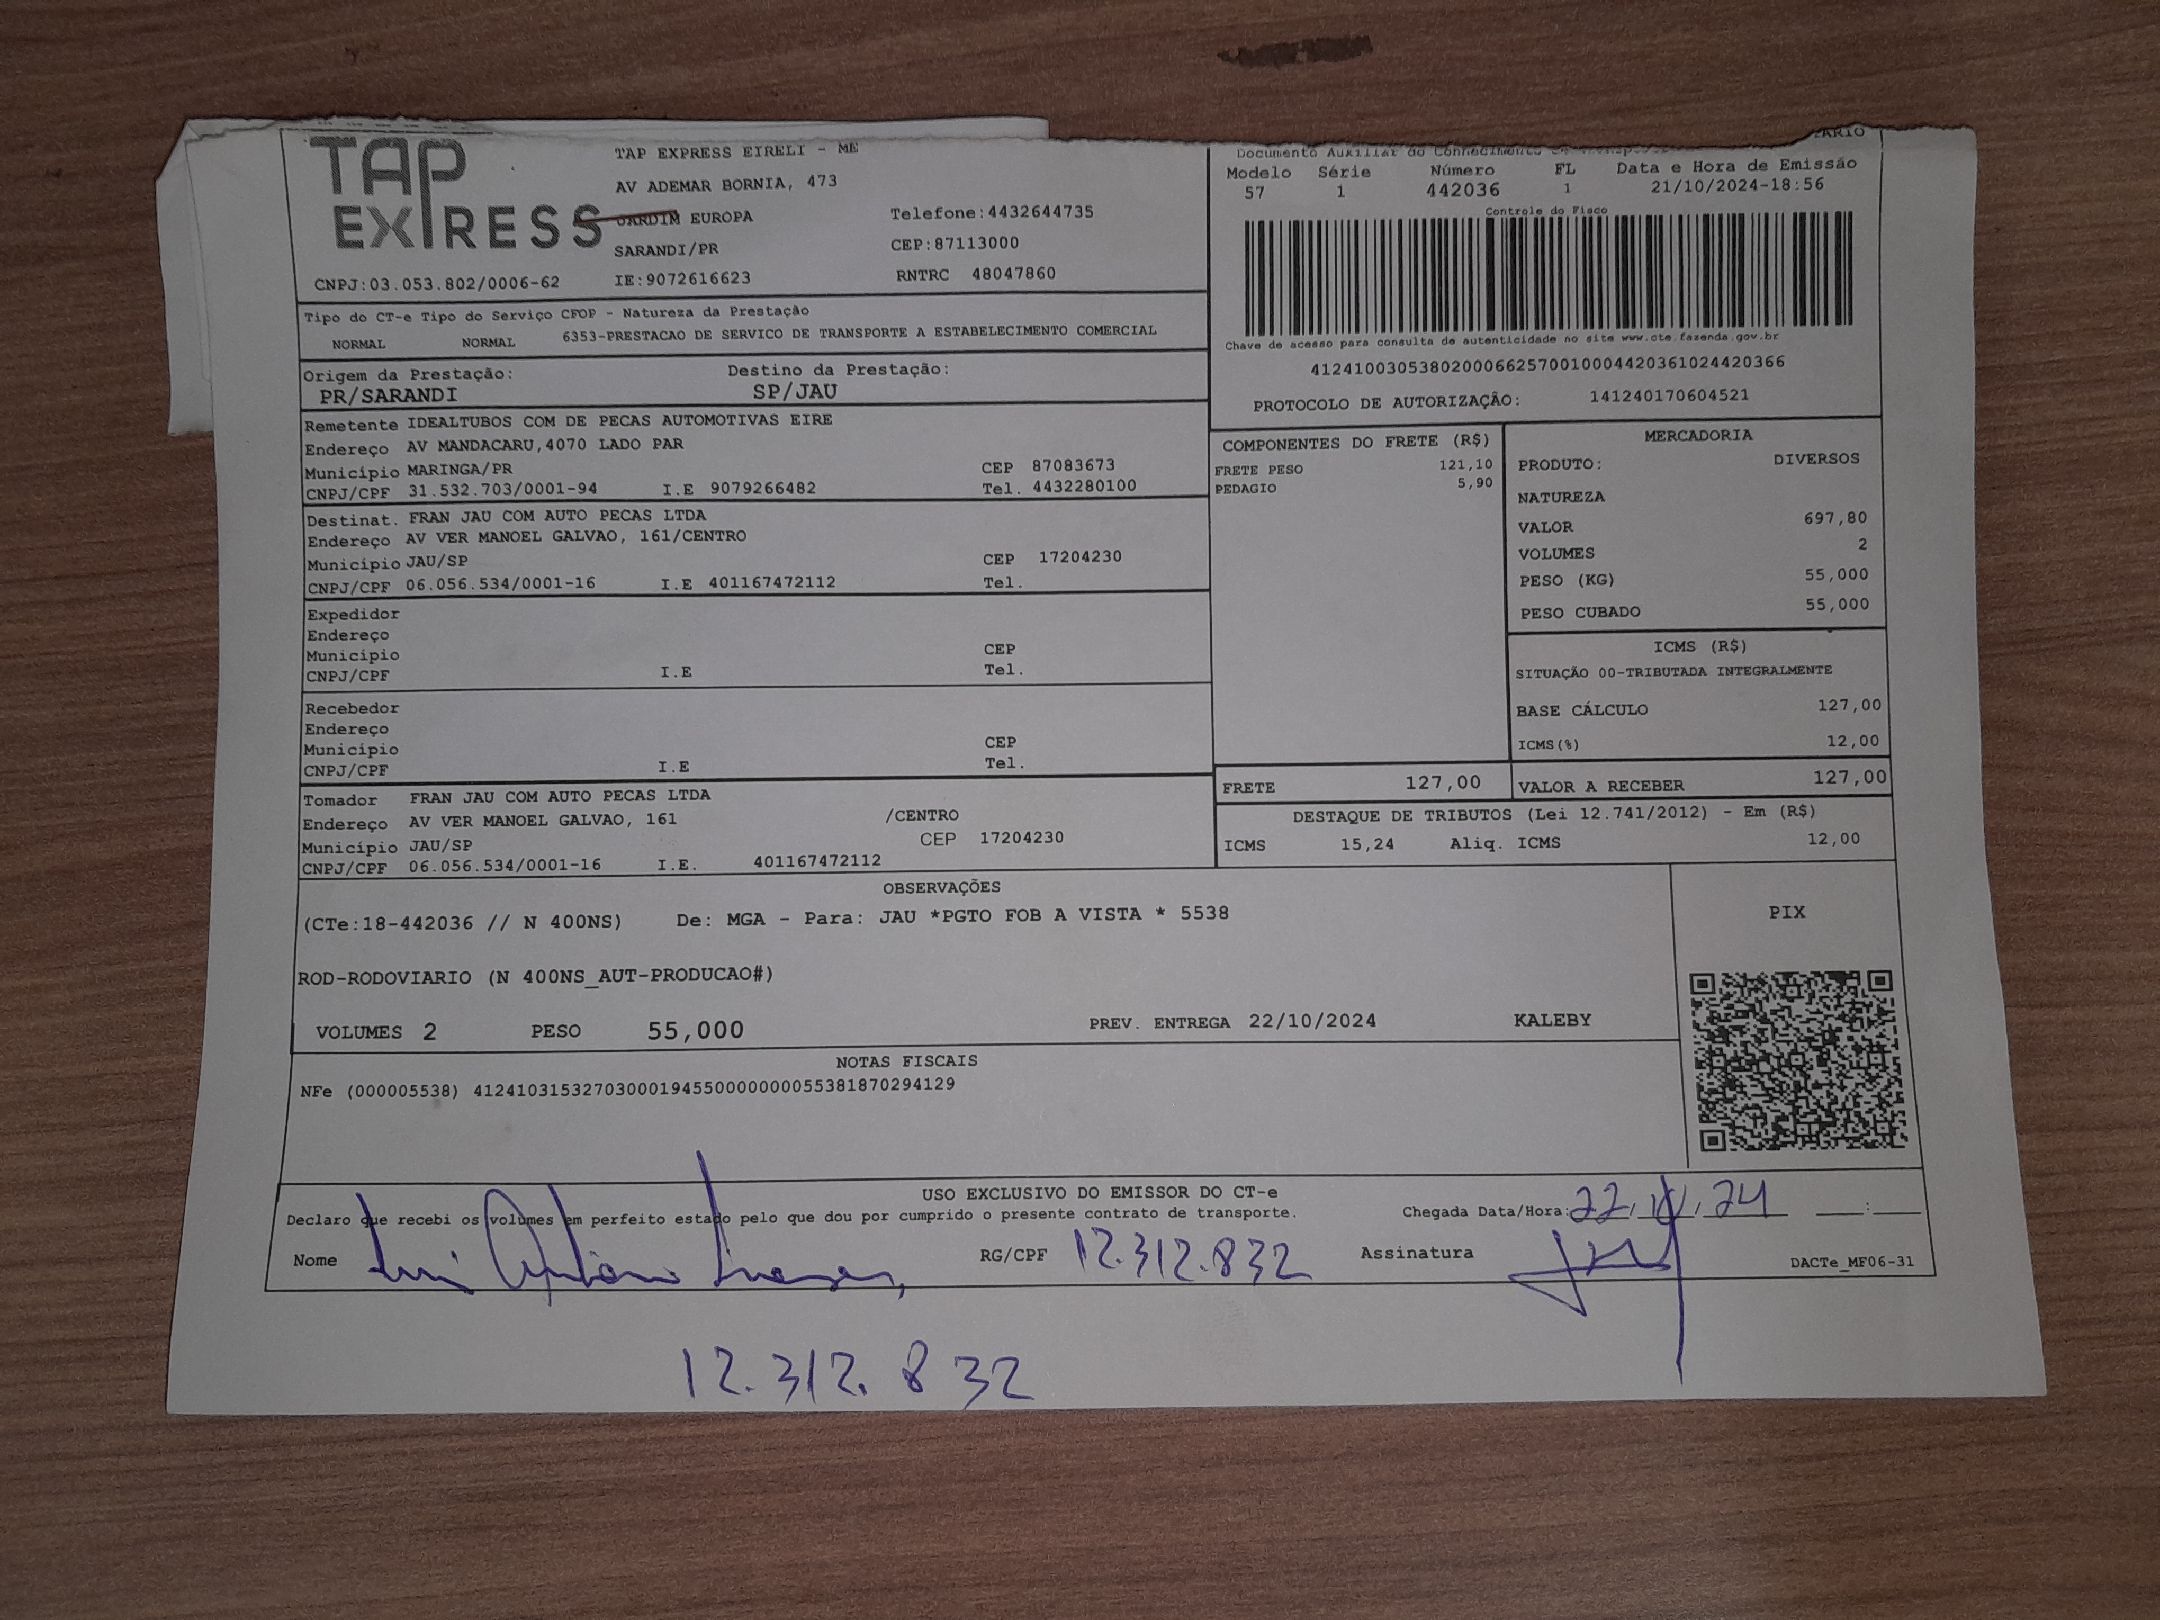 TAP
EXPRESS
CNPJ:03.053.802/0006-62
TAP EXPRESS EIRELI - ME
AV ADEMAR BORNIA, 473
JARDIM EUROPA
SARANDI/PR
IE:9072616623
Telefone:4432644735
CEP:87113000
RNTRC 48047860
Documento Auxiliar do Conhecimento de
Modelo Série Número FL Data e Hora de Emissão
57 1 442036 1 21/10/2024-18:56
Controle do Fisco
Chave de acesso para consulta de autenticidade no site www.cte.fazenda.gov.br
41241003053802000662570010004420361024420366
PROTOCOLO DE AUTORIZAÇÃO: 141240170604521
Tipo do CT-e Tipo do Serviço CFOP - Natureza da Prestação
NORMAL NORMAL 6353-PRESTACAO DE SERVICO DE TRANSPORTE A ESTABELECIMENTO COMERCIAL
Origem da Prestação: Destino da Prestação:
PR/SARANDI SP/JAU
Remetente IDEALTUBOS COM DE PECAS AUTOMOTIVAS EIRE
Endereço AV MANDACARU,4070 LADO PAR
Município MARINGA/PR CEP 87083673
CNPJ/CPF 31.532.703/0001-94 I.E 9079266482 Tel. 4432280100
Destinat. FRAN JAU COM AUTO PECAS LTDA
Endereço AV VER MANOEL GALVAO, 161/CENTRO
Município JAU/SP CEP 17204230
CNPJ/CPF 06.056.534/0001-16 I.E 401167472112 Tel.
Expedidor
Endereço
Município CEP
CNPJ/CPF I.E Tel.
Recebedor
Endereço
Município CEP
CNPJ/CPF I.E Tel.
Tomador FRAN JAU COM AUTO PECAS LTDA
Endereço AV VER MANOEL GALVAO, 161 /CENTRO
Município JAU/SP CEP 17204230
CNPJ/CPF 06.056.534/0001-16 I.E. 401167472112
COMPONENTES DO FRETE (R$)
FRETE PESO 121,10
PEDAGIO 5,90
MERCADORIA
PRODUTO: DIVERSOS
NATUREZA
VALOR 697,80
VOLUMES 2
PESO (KG) 55,000
PESO CUBADO 55,000
ICMS (R$)
SITUAÇÃO 00-TRIBUTADA INTEGRALMENTE
BASE CÁLCULO 127,00
ICMS(%) 12,00
FRETE 127,00 VALOR A RECEBER 127,00
DESTAQUE DE TRIBUTOS (Lei 12.741/2012) - Em (R$)
ICMS 15,24 Aliq. ICMS 12,00
OBSERVAÇÕES
(CTe:18-442036 // N 400NS) De: MGA - Para: JAU *PGTO FOB A VISTA * 5538
ROD-RODOVIARIO (N 400NS_AUT-PRODUCAO#)
VOLUMES 2 PESO 55,000 PREV. ENTREGA 22/10/2024 KALEBY
PIX
NOTAS FISCAIS
NFe (000005538) 41241031532703000194550000000055381870294129
USO EXCLUSIVO DO EMISSOR DO CT-e
Declaro que recebi os volumes em perfeito estado pelo que dou por cumprido o presente contrato de transporte. Chegada Data/Hora: 22.10.24 :
Nome Antonio RG/CPF 12.312.832 Assinatura DACTe_MF06-31
12.312.832